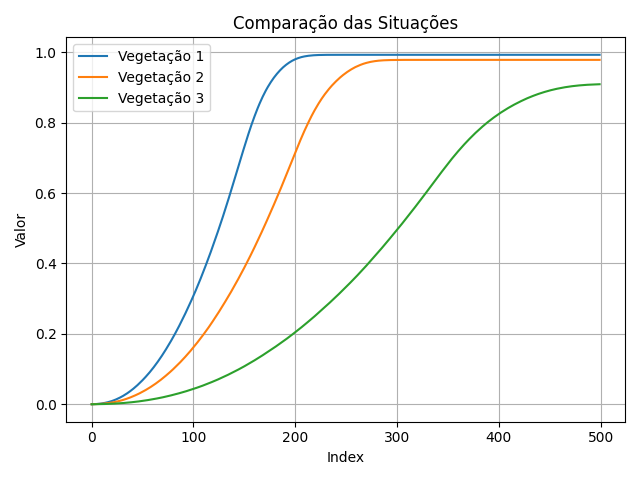 Comparação das Situações
Vegetação 1
Vegetação 2
Vegetação 3
1.0
0.8
0.6
0.4
0.2
0.0
Valor
0 100 200 300 400 500
Index